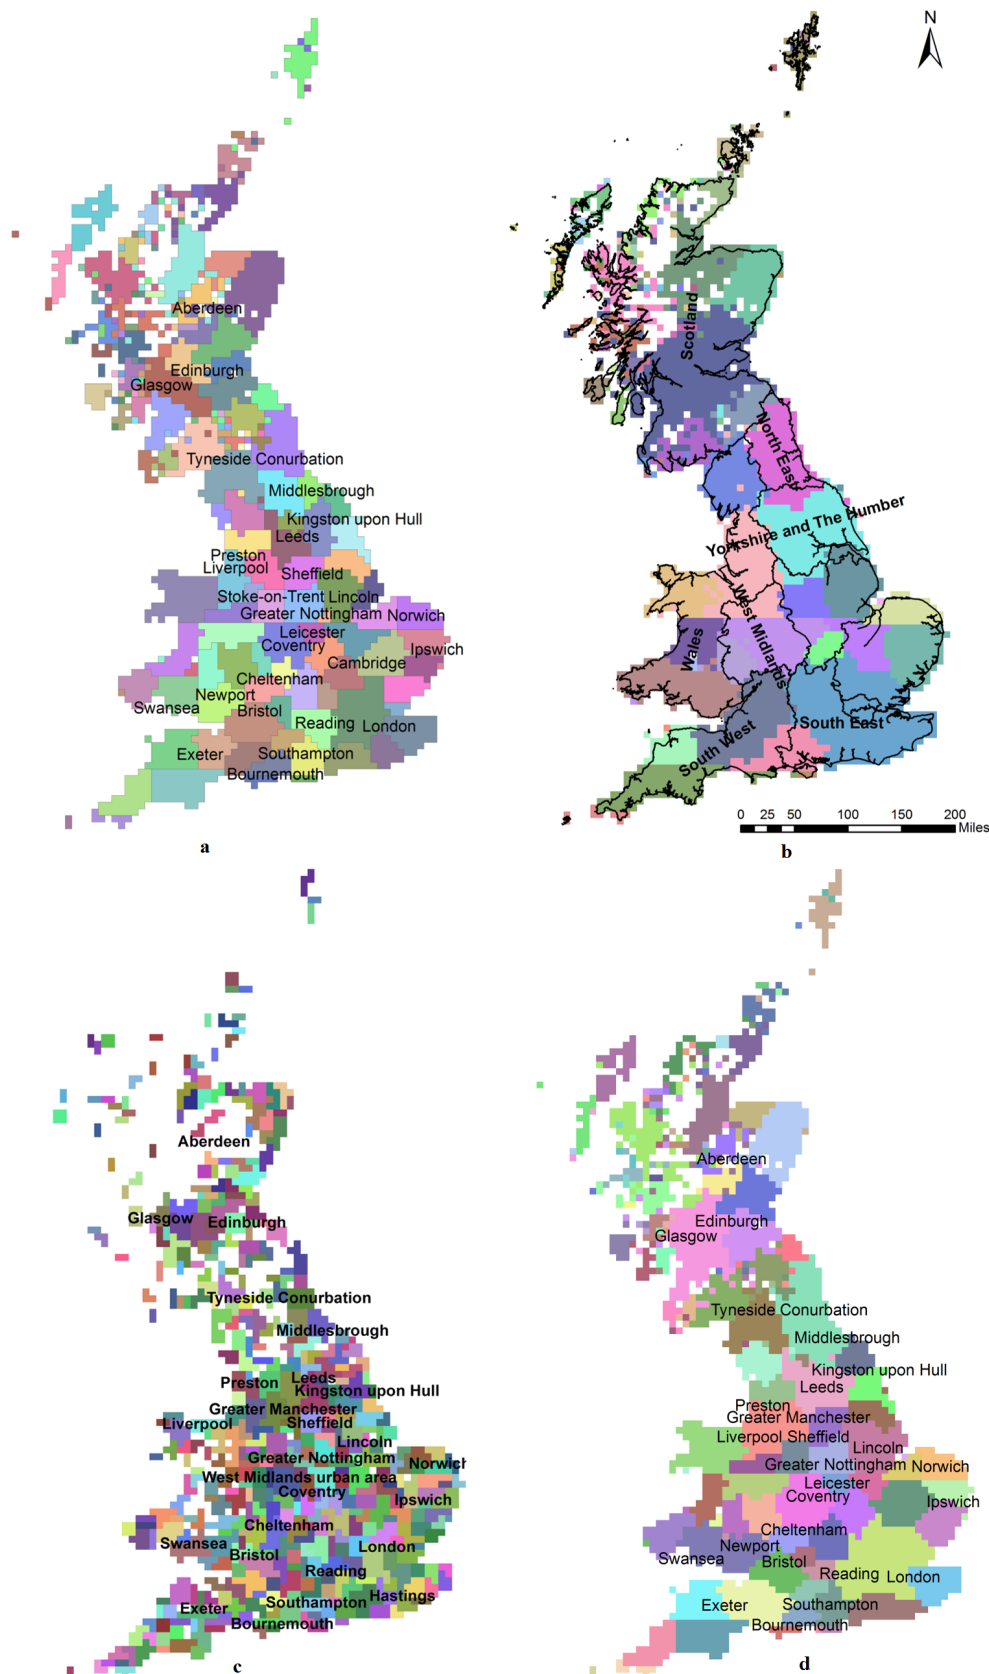 Aberdeen
Edinburgh
Glasgow
Tyneside Conurbation
Middlesbrough
Kingston upon Hull
Leeds
Preston
Liverpool
Sheffield
Stoke-on-Trent Lincoln
Greater Nottingham Norwich
Leicester
Coventry
Ipswich
Cambridge
Cheltenham
Newport
Swansea
Bristol
Reading London
Exeter
Southampton
Bournemouth
a
N
Scotland
North East
Yorkshire and The Humber
West Midlands
Wales
South East
South West
0 25 50 100 150 200
Miles
b
Aberdeen
Glasgow
Edinburgh
Tyneside Conurbation
Middlesbrough
Leeds
Preston
Kingston upon Hull
Greater Manchester
Liverpool
Sheffield
Lincoln
Greater Nottingham
Norwich
West Midlands urban area
Coventry
Ipswich
Cheltenham
Swansea
London
Bristol
Reading
Hastings
Southampton
Exeter
Bournemouth
c
Aberdeen
Edinburgh
Glasgow
Tyneside Conurbation
Middlesbrough
Kingston upon Hull
Leeds
Preston
Greater Manchester
Liverpool Sheffield
Lincoln
Greater Nottingham Norwich
Leicester
Coventry
Ipswich
Cheltenham
Newport
Swansea
Bristol
Reading London
Exeter
Southampton
Bournemouth
d